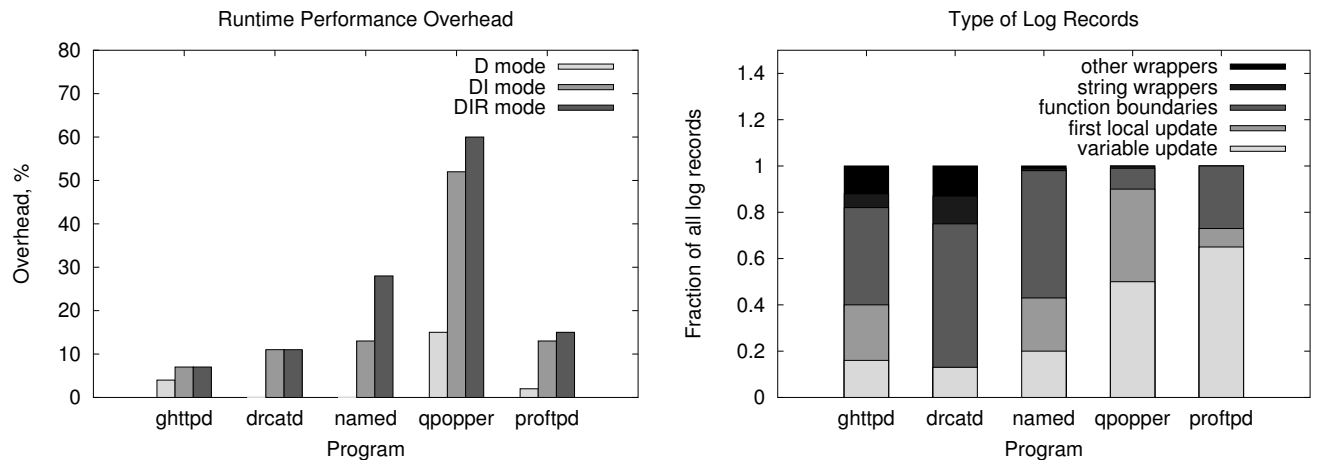 Runtime Performance Overhead
80
70
60
50
40
30
20
10
0
Overhead, %
D mode
DI mode
DIR mode
ghttpd drcatd named qpopper proftpd
Program
Type of Log Records
1.4
1.2
1
0.8
0.6
0.4
0.2
0
Fraction of all log records
other wrappers
string wrappers
function boundaries
first local update
variable update
ghttpd drcatd named qpopper proftpd
Program